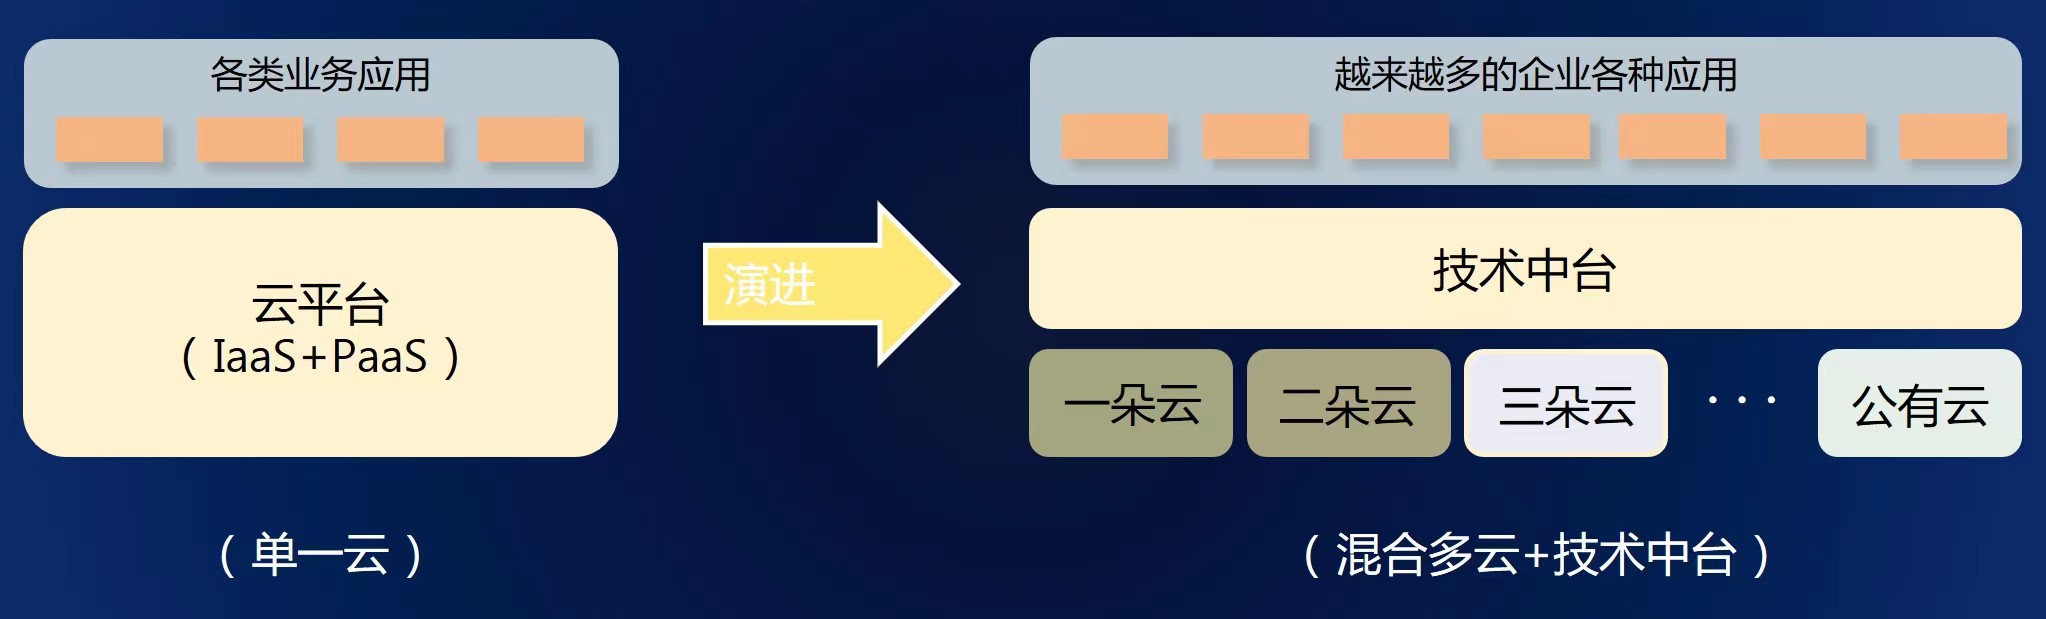 各类业务应用
云平台
（IaaS+PaaS）
（单一云）
演进
越来越多的企业各种应用
技术中台
一朵云
二朵云
三朵云
···
公有云
（混合多云+技术中台）